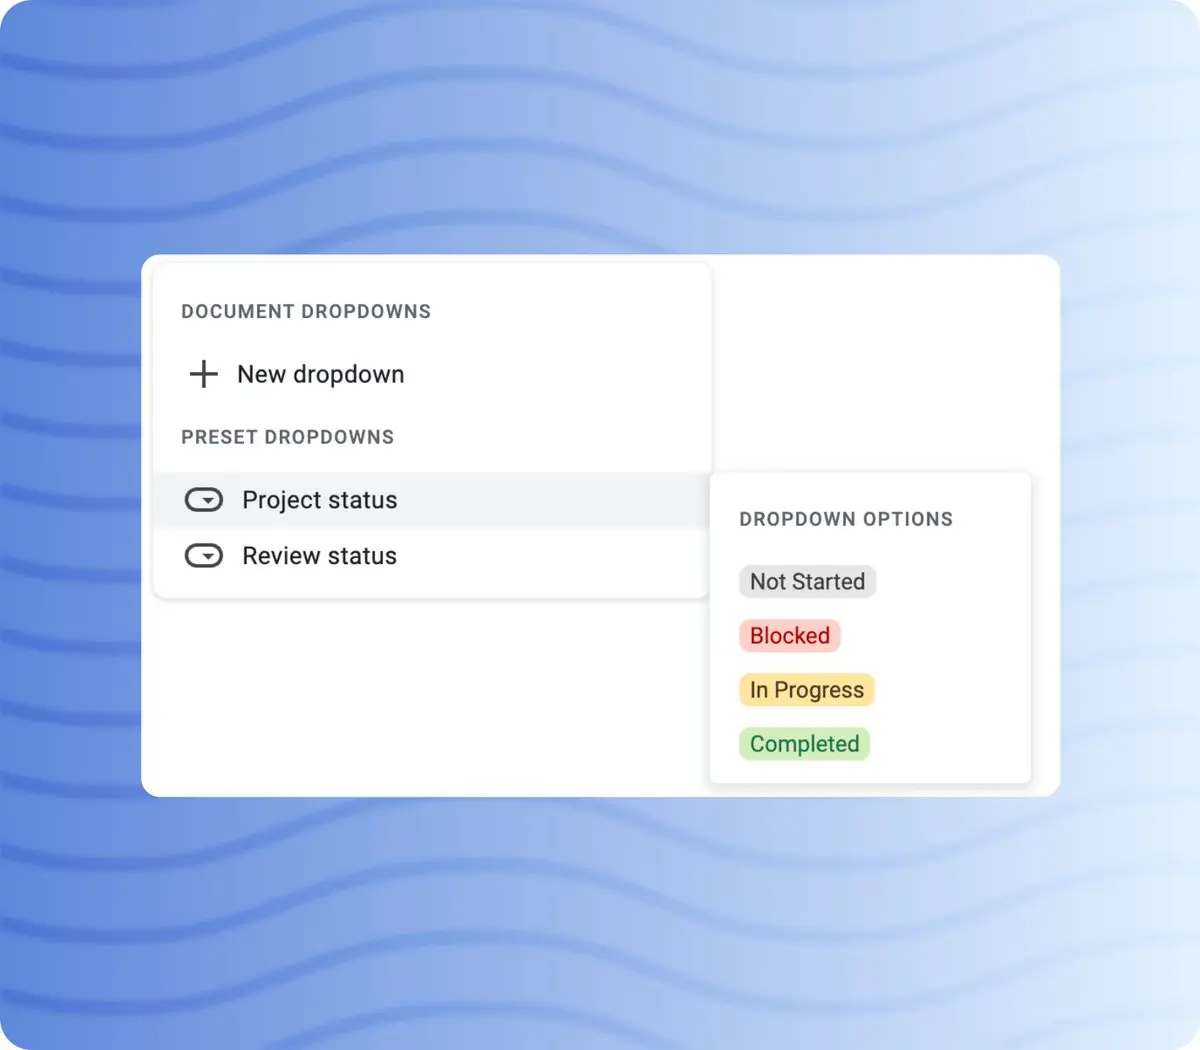 DOCUMENT DROPDOWNS
New dropdown
PRESET DROPDOWNS
Project status
Review status
DROPDOWN OPTIONS
Not Started
Blocked
In Progress
Completed